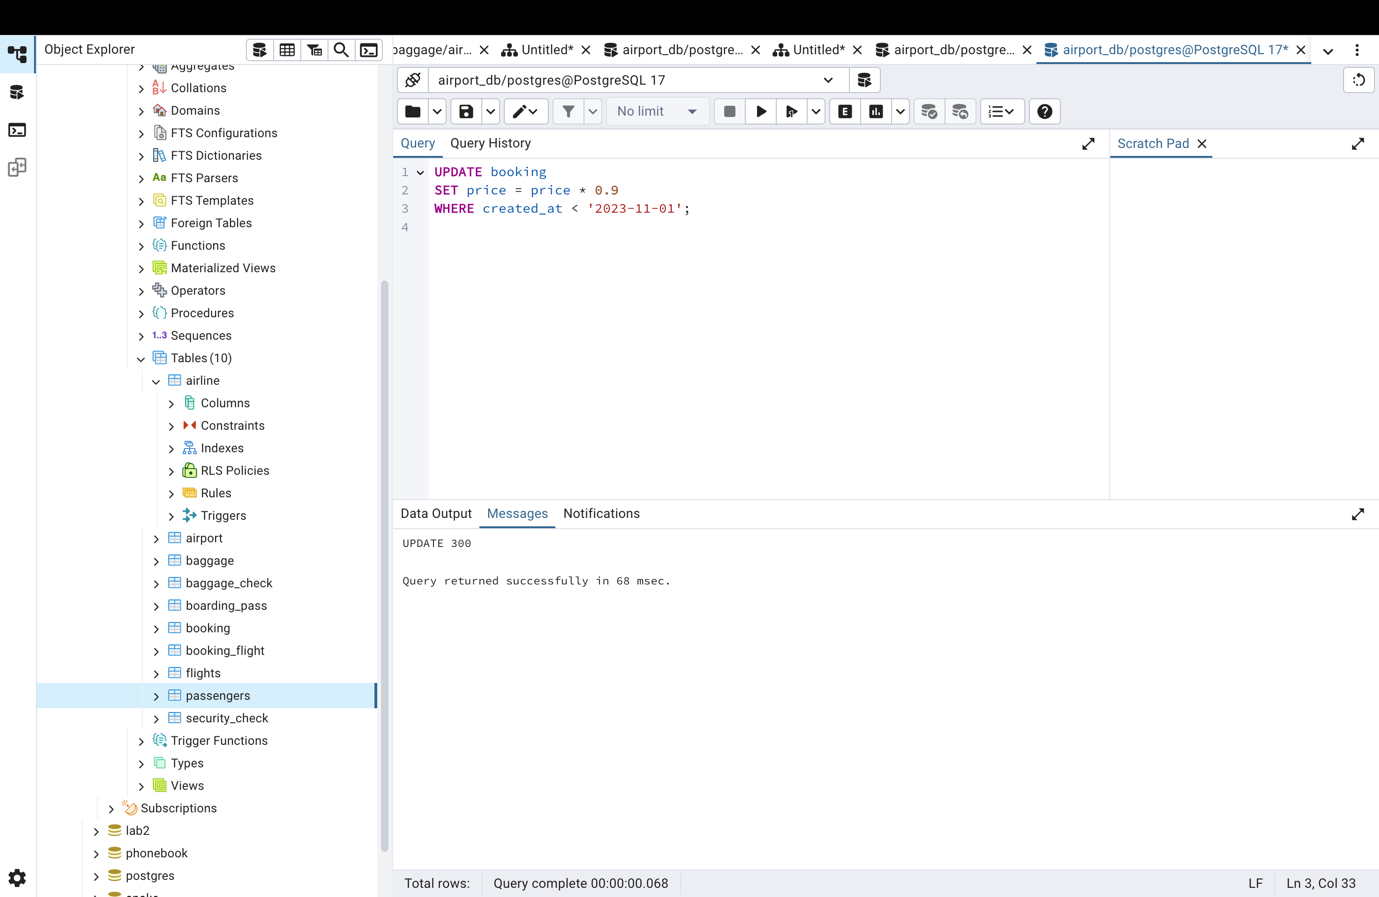 Object Explorer
Aggregates
Collations
Domains
FTS Configurations
FTS Dictionaries
Aa FTS Parsers
FTS Templates
Foreign Tables
Functions
Materialized Views
Operators
Procedures
1..3 Sequences
Tables (10)
airline
Columns
Constraints
Indexes
RLS Policies
Rules
Triggers
airport
baggage
baggage_check
boarding_pass
booking
booking_flight
flights
passengers
security_check
Trigger Functions
Types
Views
Subscriptions
lab2
phonebook
postgres
baggage/air... Untitled* airport_db/postgre... Untitled* airport_db/postgre... airport_db/postgres@PostgreSQL 17*
airport_db/postgres@PostgreSQL 17
No limit E
Query Query History
Scratch Pad
1 UPDATE booking
2 SET price = price * 0.9
3 WHERE created_at < '2023-11-01';
4
Data Output Messages Notifications
UPDATE 300
Query returned successfully in 68 msec.
Total rows: Query complete 00:00:00.068 LF Ln 3, Col 33